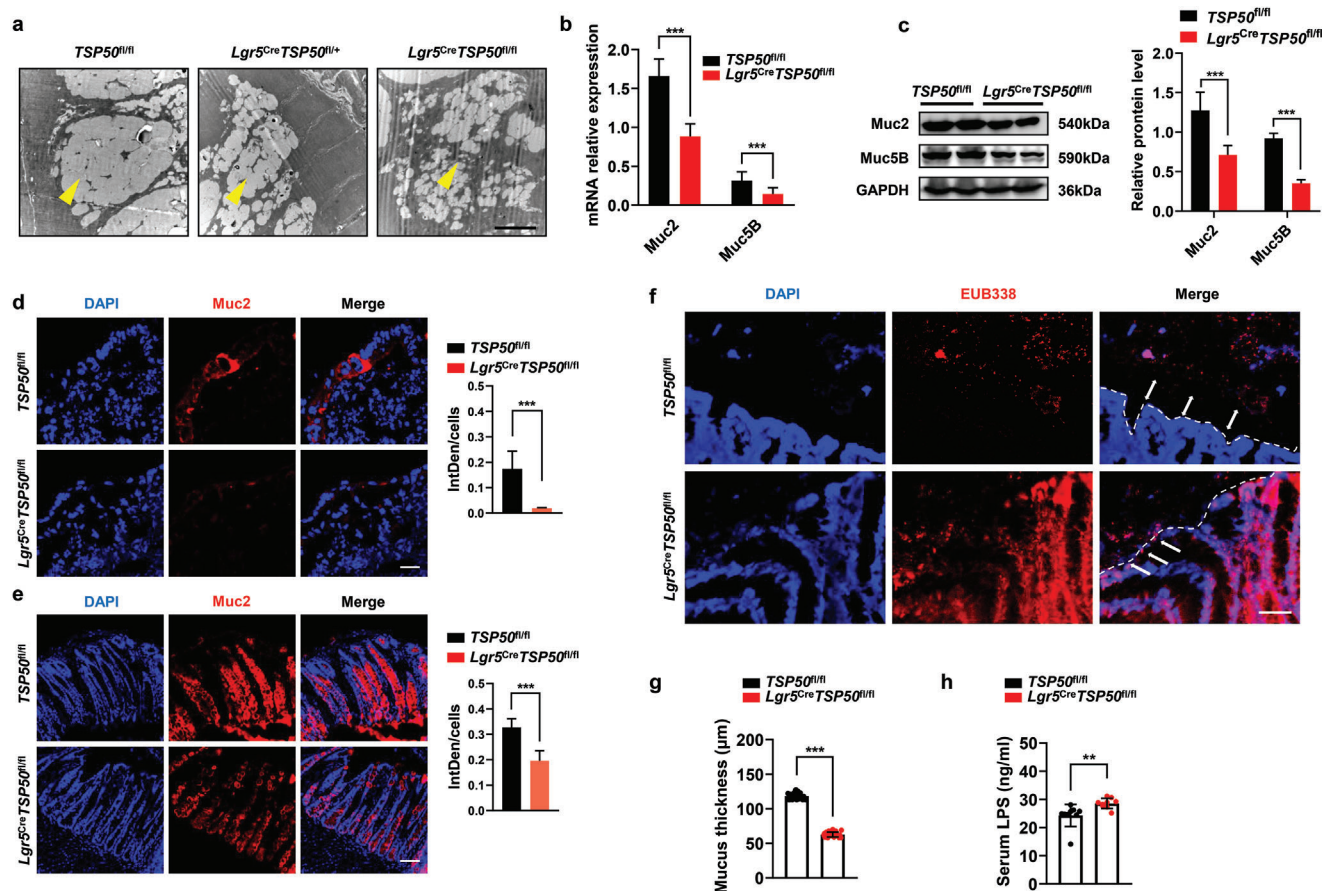 a
TSP50fl/fl
Lgr5CreTSP50fl/+
Lgr5CreTSP50fl/fl
b
mRNA relative expression
2.0
1.5
1.0
0.5
0.0
***
***
TSP50fl/fl
Lgr5CreTSP50fl/fl
Muc2
Muc5B
c
TSP50fl/fl
Lgr5CreTSP50fl/fl
Muc2
540kDa
Muc5B
590kDa
GAPDH
36kDa
TSP50fl/fl
Lgr5CreTSP50fl/fl
Relative prontein level
2.0
1.5
1.0
0.5
0.0
***
***
Muc2
Muc5B
d
DAPI
Muc2
Merge
TSP50fl/fl
Lgr5CreTSP50fl/fl
TSP50fl/fl
Lgr5CreTSP50fl/fl
IntDen/cells
0.5
0.4
0.3
0.2
0.1
0.0
***
e
DAPI
Muc2
Merge
TSP50fl/fl
Lgr5CreTSP50fl/fl
TSP50fl/fl
Lgr5CreTSP50fl/fl
IntDen/cells
0.5
0.4
0.3
0.2
0.1
0.0
***
f
DAPI
EUB338
Merge
TSP50fl/fl
Lgr5CreTSP50fl/fl
g
TSP50fl/fl
Lgr5CreTSP50fl/fl
Mucus thickness (μm)
200
150
100
50
0
***
h
TSP50fl/fl
Lgr5CreTSP50fl/fl
Serum LPS (ng/ml)
50
40
30
20
10
0
**